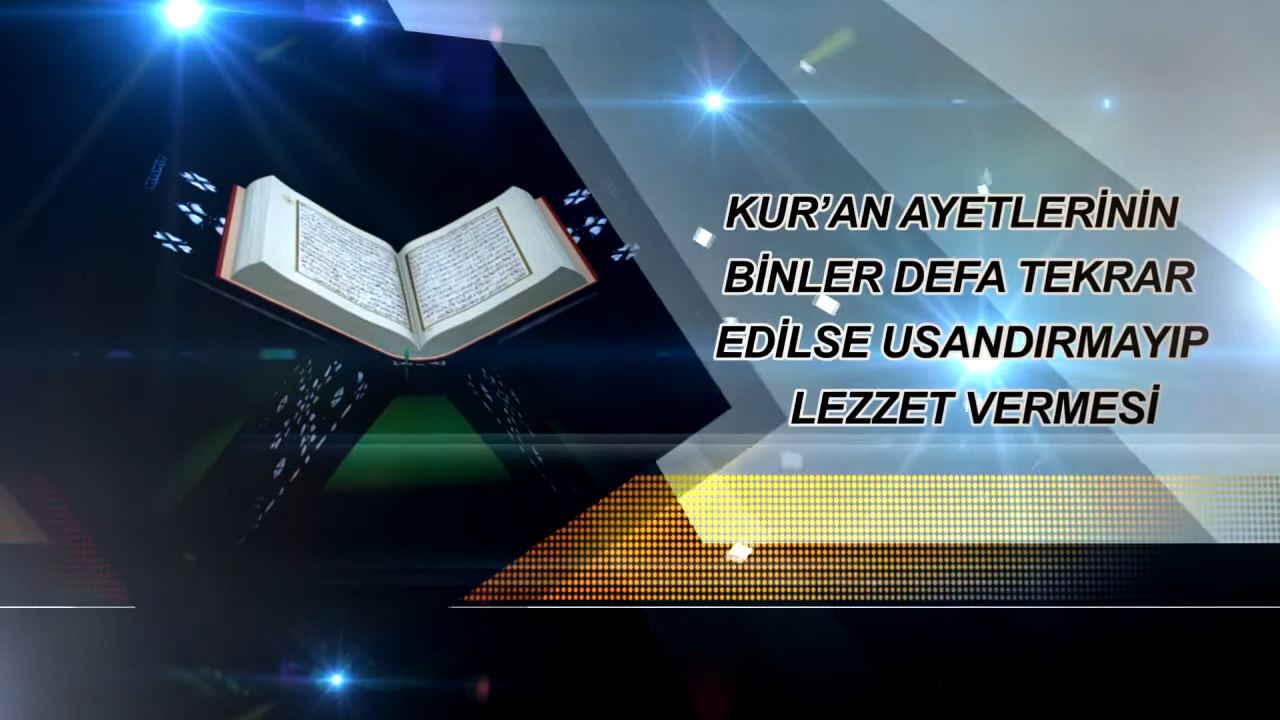 KUR’AN AYETLERİNİN
BİNLER DEFA TEKRAR
EDİLSE USANDIRMAYIP
LEZZET VERMESİ